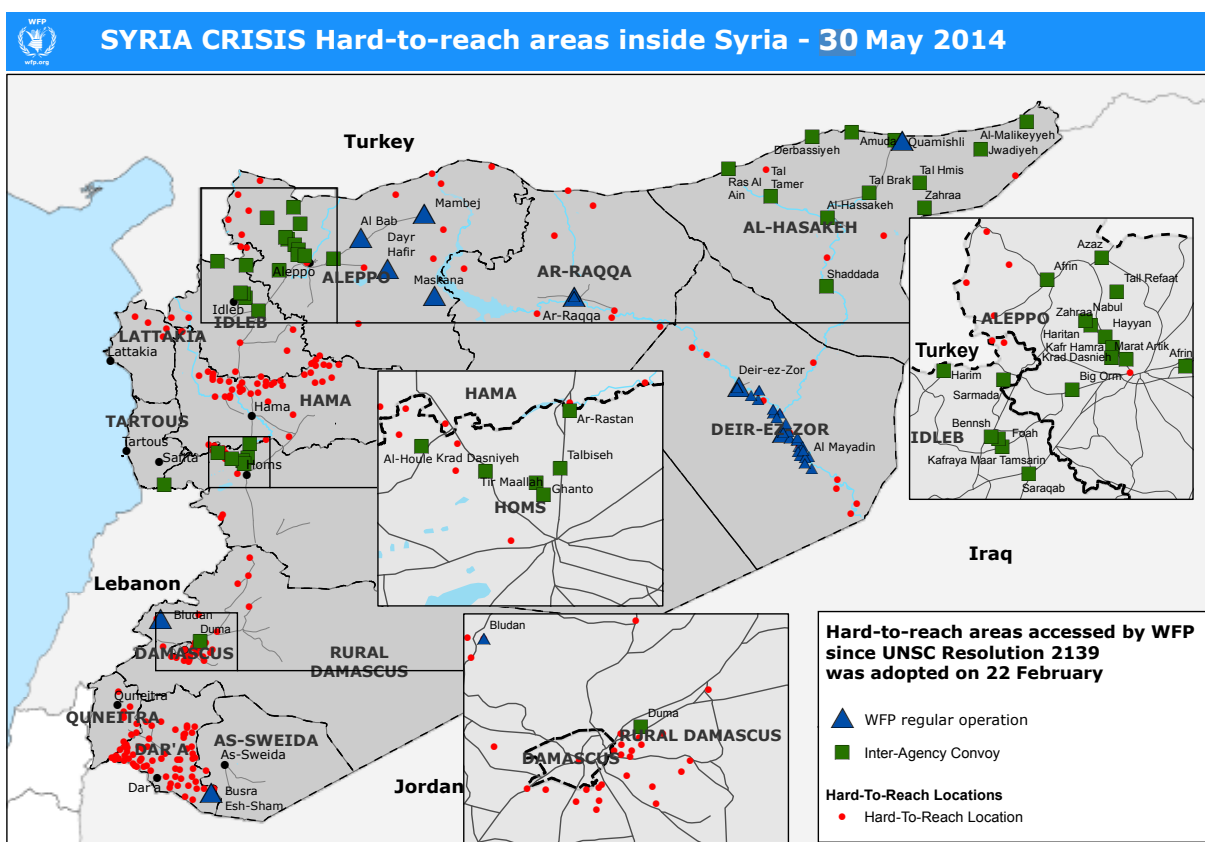 WFP
wfp.org
SYRIA CRISIS Hard-to-reach areas inside Syria - 30 May 2014
Turkey
Derbassiyeh
Amuda
Quamishli
Al-Malikeyyeh
Jwadiyeh
Ras Al
Ain
Tal
Tamer
Tal Brak
Tal Hmis
Al-Hassakeh
Zahraa
AL-HASAKEH
Shaddada
Mambej
Al Bab
Dayr
Hafir
Maskana
Aleppo
ALEPPO
AR-RAQQA
Ar-Raqqa
Idleb
IDLEB
LATTAKIA
Lattakia
HAMA
Hama
TARTOUS
Tartous
Safita
Homs
Deir-ez-Zor
DEIR-EZ-ZOR
Al Mayadin
Azaz
Afrin
Tall Refaat
ALEPPO
Nabul
Zahraa
Hayyan
Haritan
Kafr Hamra
Marat Artik
Krad Dasnieh
Afrin
Turkey
Harim
Big Orm
Sarmada
Bennsh
IDLEB
Foah
Kafraya Maar Tamsarin
Saraqab
HAMA
Ar-Rastan
Al-Houle
Krad Dasniyeh
Talbiseh
Tir Maallah
Ghanto
HOMS
Iraq
Lebanon
Bludan
Duma
DAMASCUS
RURAL
DAMASCUS
Quneitra
QUNEITRA
DAR'A
Dar'a
AS-SWEIDA
As-Sweida
Busra
Esh-Sham
Jordan
Bludan
Duma
RURAL DAMASCUS
DAMASCUS
Hard-to-reach areas accessed by WFP
since UNSC Resolution 2139
was adopted on 22 February
WFP regular operation
Inter-Agency Convoy
Hard-To-Reach Locations
Hard-To-Reach Location